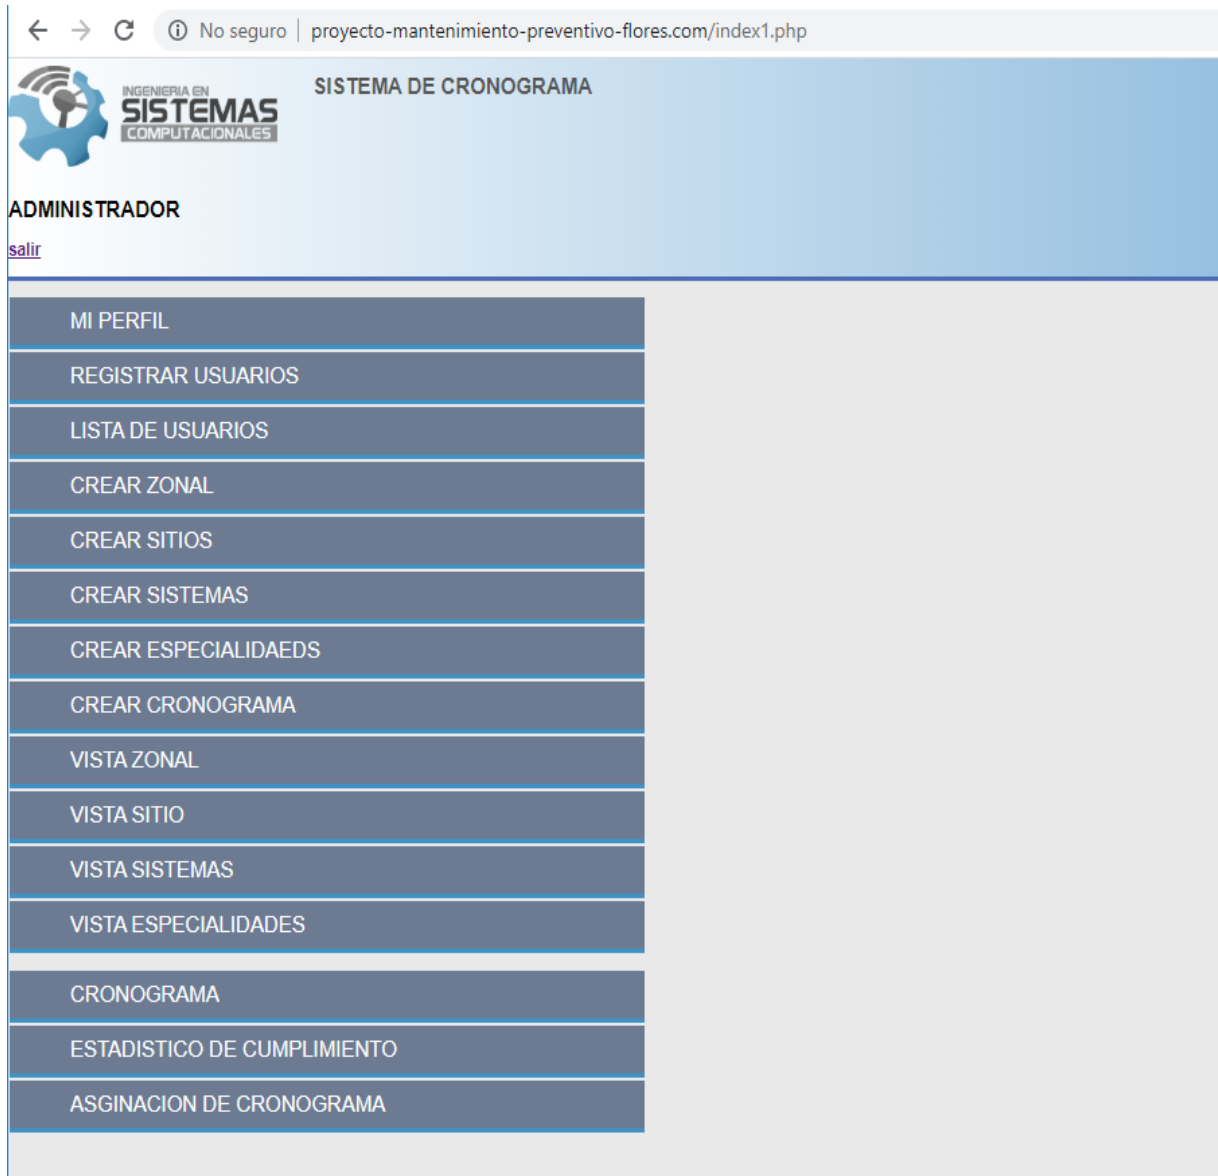 No seguro | proyecto-mantenimiento-preventivo-flores.com/index1.php
INGENIERIA EN
SISTEMAS
COMPUTACIONALES
SISTEMA DE CRONOGRAMA
ADMINISTRADOR
salir
MI PERFIL
REGISTRAR USUARIOS
LISTA DE USUARIOS
CREAR ZONAL
CREAR SITIOS
CREAR SISTEMAS
CREAR ESPECIALIDAEDS
CREAR CRONOGRAMA
VISTA ZONAL
VISTA SITIO
VISTA SISTEMAS
VISTA ESPECIALIDADES
CRONOGRAMA
ESTADISTICO DE CUMPLIMIENTO
ASGINACION DE CRONOGRAMA